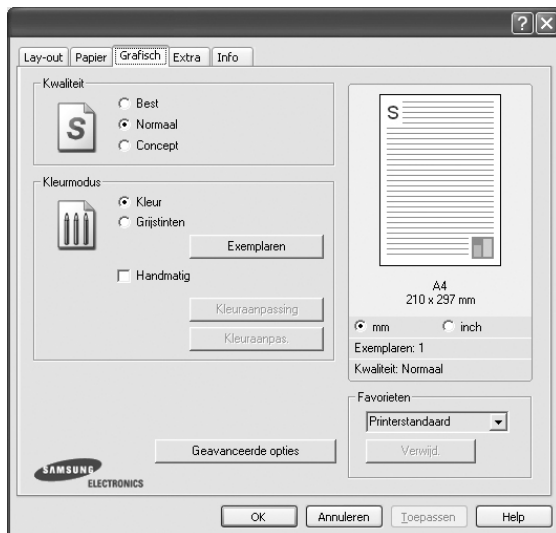 Lay-out Papier Grafisch Extra Info
Kwaliteit
S
Best
Normaal
Concept
Kleurmodus
Kleur
Grijstinten
Exemplaren
Handmatig
Kleuraanpassing
Kleuraanpas.
S
A4
210 x 297 mm
mm inch
Exemplaren: 1
Kwaliteit: Normaal
Favorieten
Printerstandaard
Verwijd.
Geavanceerde opties
SAMSUNG
ELECTRONICS
OK Annuleren Toepassen Help